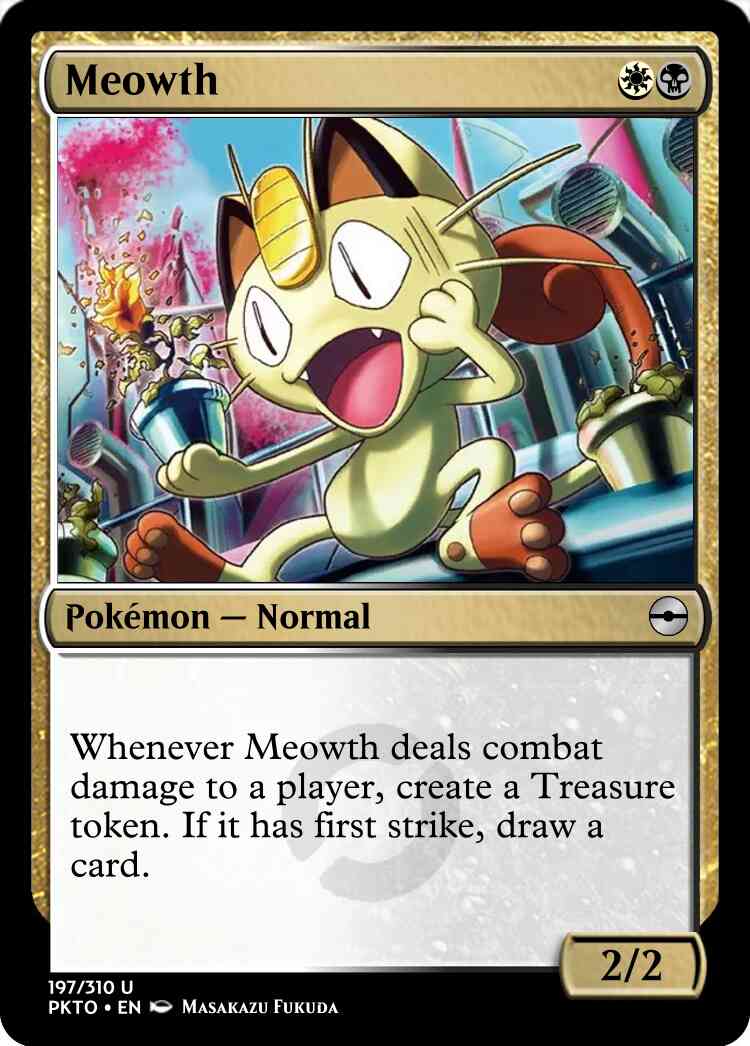 Meowth
Pokémon — Normal
Whenever Meowth deals combat
damage to a player, create a Treasure
token. If it has first strike, draw a
card.
2/2
197/310 U
PKTO • EN Masakazu Fukuda